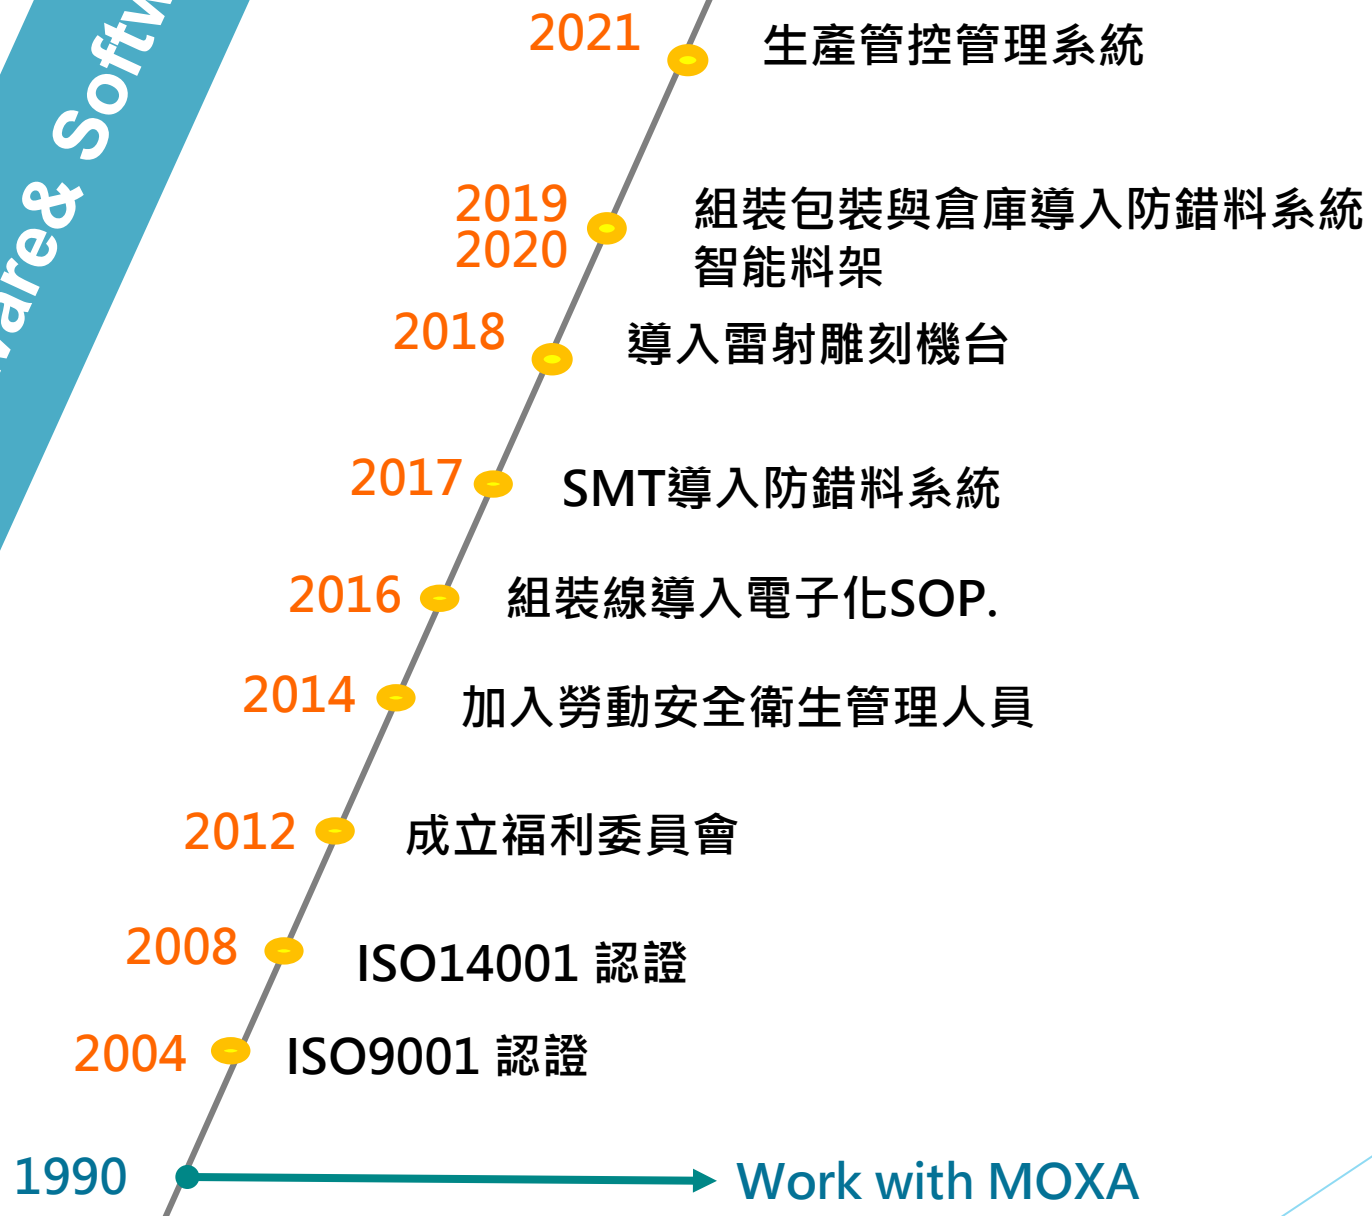 2021 生產管控管理系統
2019 組裝包裝與倉庫導入防錯料系統
2020 智能料架
2018 導入雷射雕刻機台
2017 SMT導入防錯料系統
2016 組裝線導入電子化SOP.
2014 加入勞動安全衛生管理人員
2012 成立福利委員會
2008 ISO14001 認證
2004 ISO9001 認證
1990 Work with MOXA